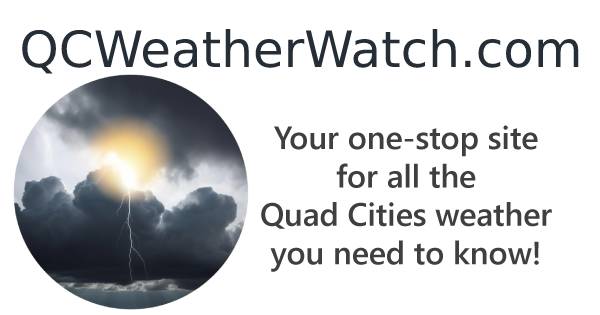 QCWeatherWatch.com
Your one-stop site
for all the
Quad Cities weather
you need to know!